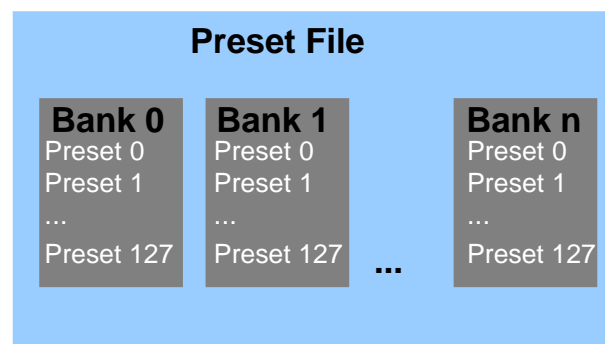 Preset File
Bank 0
Preset 0
Preset 1
...
Preset 127
Bank 1
Preset 0
Preset 1
...
Preset 127
...
Bank n
Preset 0
Preset 1
...
Preset 127